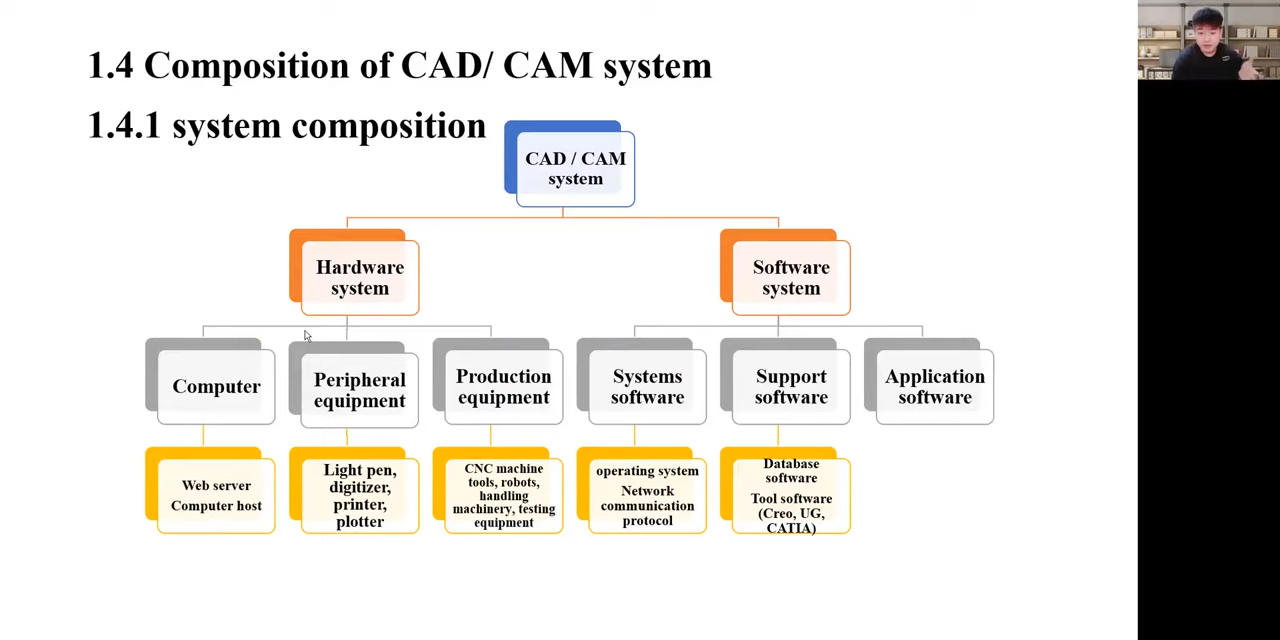 1.4 Composition of CAD/ CAM system
1.4.1 system composition
CAD / CAM
system
Hardware
system
Software
system
Computer
Peripheral
equipment
Production
equipment
Systems
software
Support
software
Application
software
Web server
Computer host
Light pen,
digitizer,
printer,
plotter
CNC machine
tools, robots,
handling
machinery, testing
equipment
operating system
Network
communication
protocol
Database
software
Tool software
(Creo, UG,
CATIA)